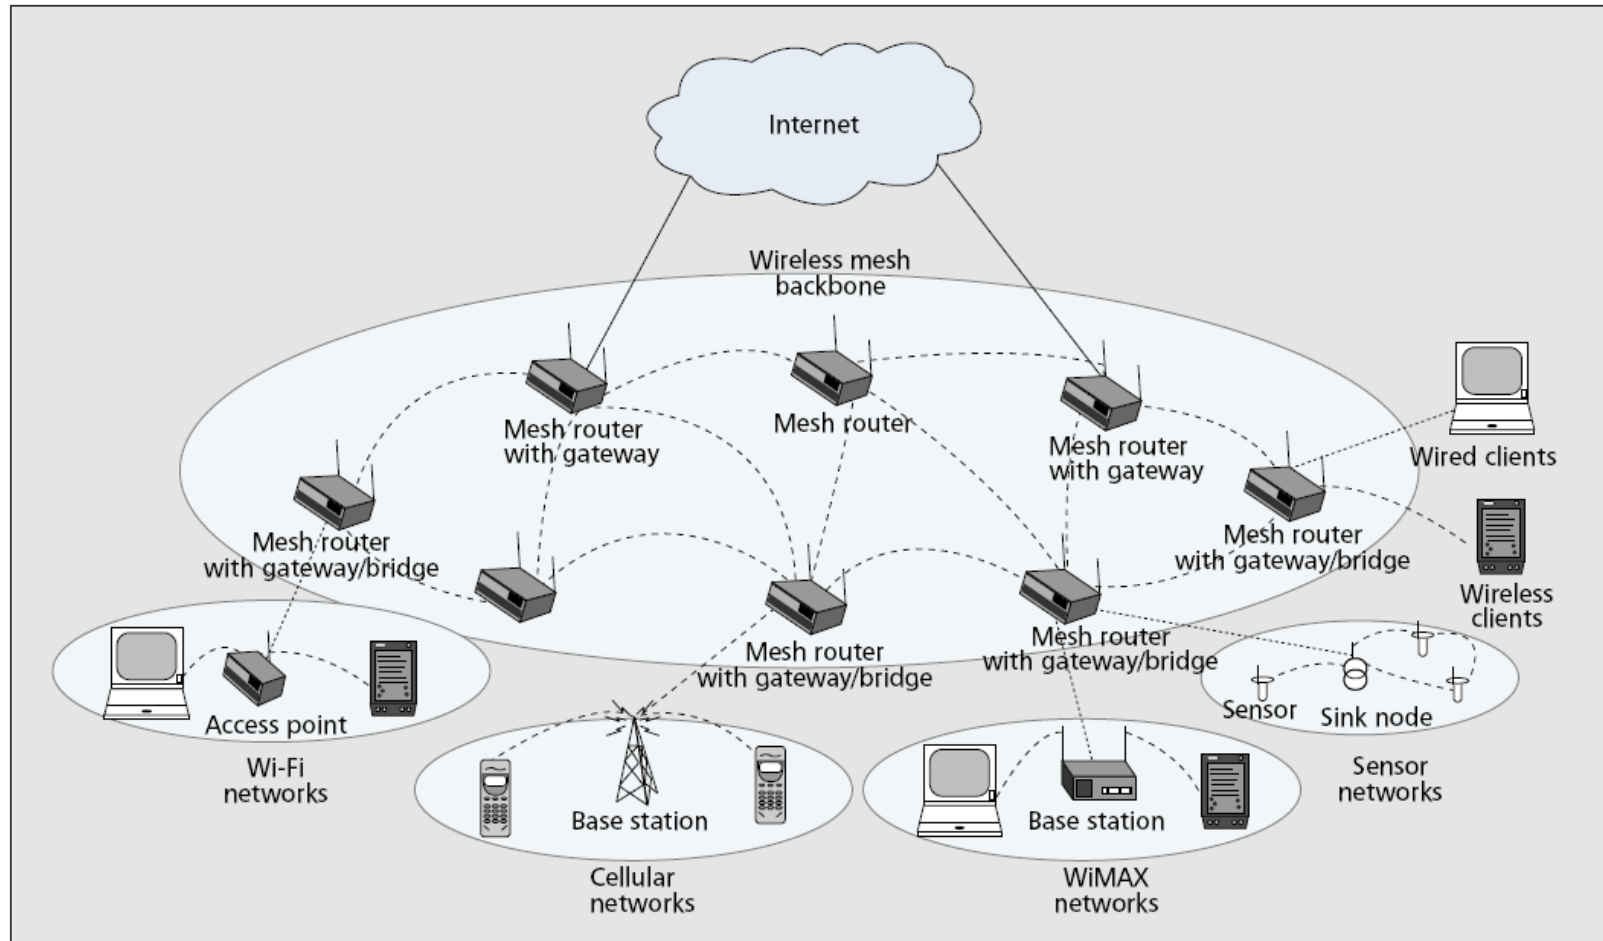 Internet
Wireless mesh
backbone
Mesh router
with gateway
Mesh router
Mesh router
with gateway
Wired clients
Mesh router
with gateway/bridge
Mesh router
with gateway/bridge
Wireless
clients
Mesh router
with gateway/bridge
Mesh router
with gateway/bridge
Access point
Wi-Fi
networks
Sensor
Sink node
Sensor
networks
Base station
Cellular
networks
Base station
WiMAX
networks